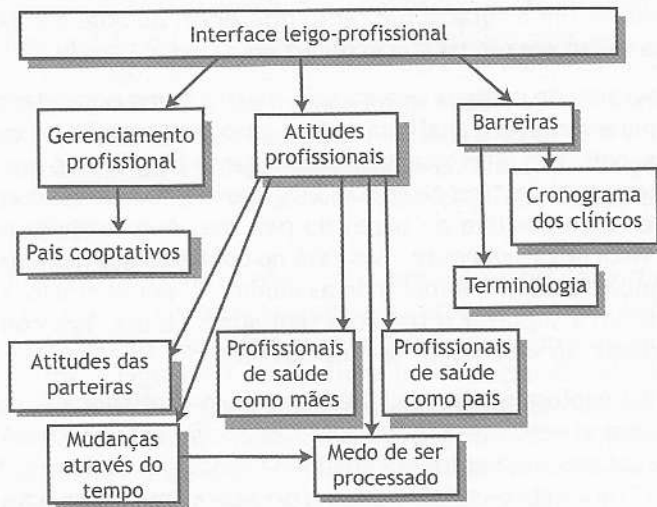 Interface leigo-profissional
Gerenciamento
profissional
Atitudes
profissionais
Barreiras
Cronograma
dos clínicos
Pais cooptativos
Terminologia
Atitudes das
parteiras
Profissionais
de saúde
como mães
Profissionais
de saúde
como pais
Mudanças
através do
tempo
Medo de ser
processado